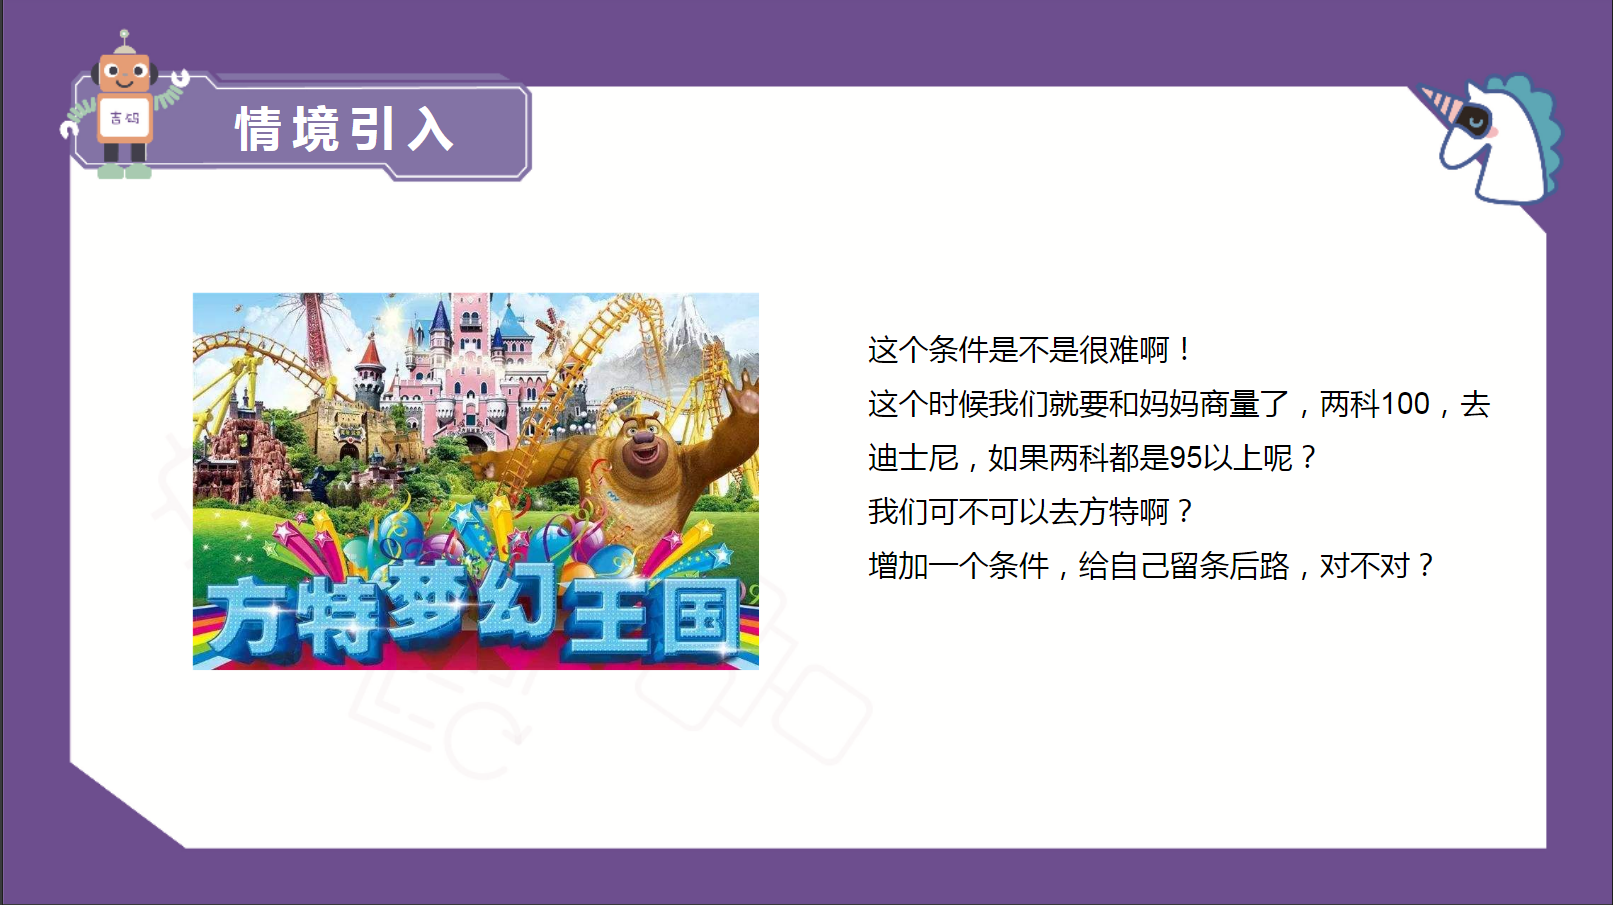 吉码
情境引入
这个条件是不是很难啊！
这个时候我们就要和妈妈商量了，两科100，去
迪士尼，如果两科都是95以上呢？
我们可不可以去方特啊？
增加一个条件，给自己留条后路，对不对？
方特梦幻王国